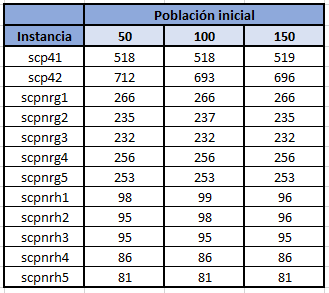 Población inicial
Instancia 50 100 150
scp41 518 518 519
scp42 712 693 696
scpnrg1 266 266 266
scpnrg2 235 237 235
scpnrg3 232 232 232
scpnrg4 256 256 256
scpnrg5 253 253 253
scpnrh1 98 99 96
scpnrh2 95 98 96
scpnrh3 95 95 95
scpnrh4 86 86 86
scpnrh5 81 81 81